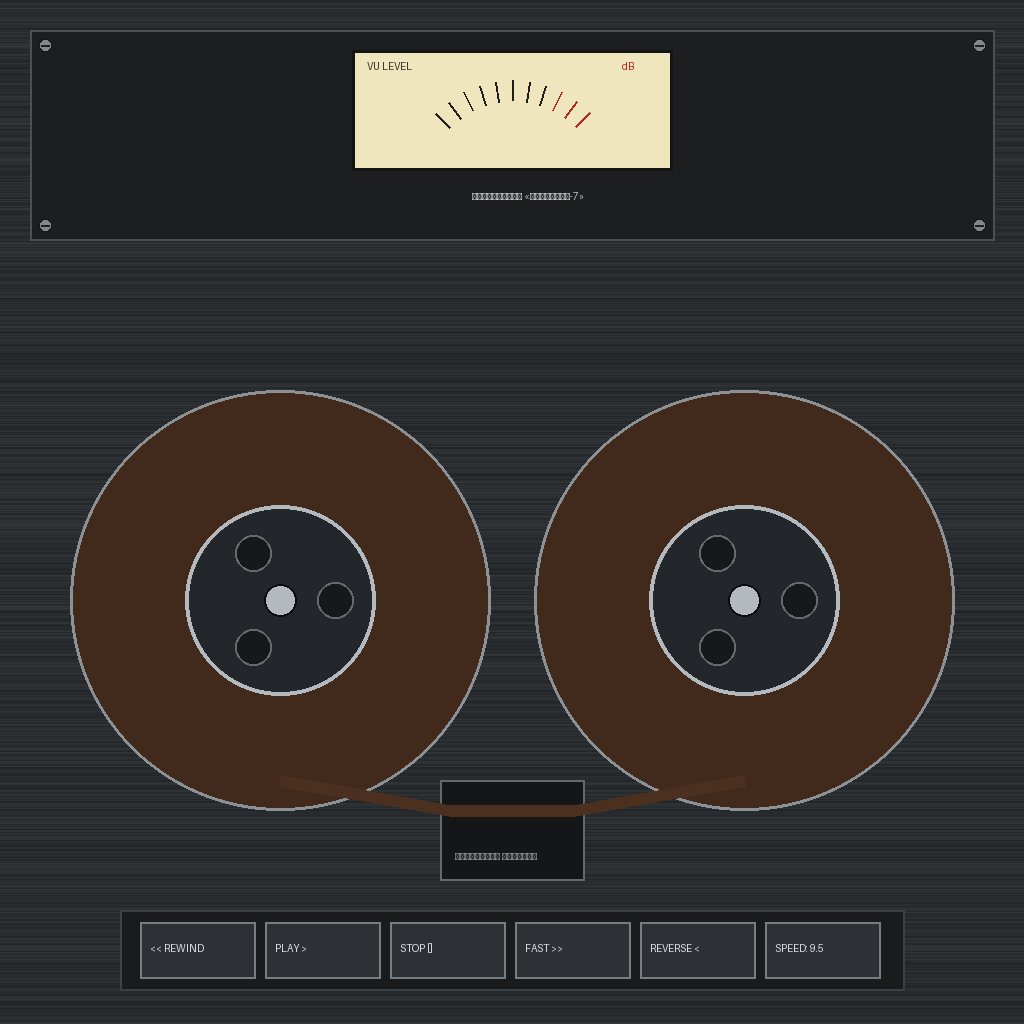 VU LEVEL
dB
«-7»
<< REWIND
PLAY >
STOP []
FAST >>
REVERSE <
SPEED: 9.5